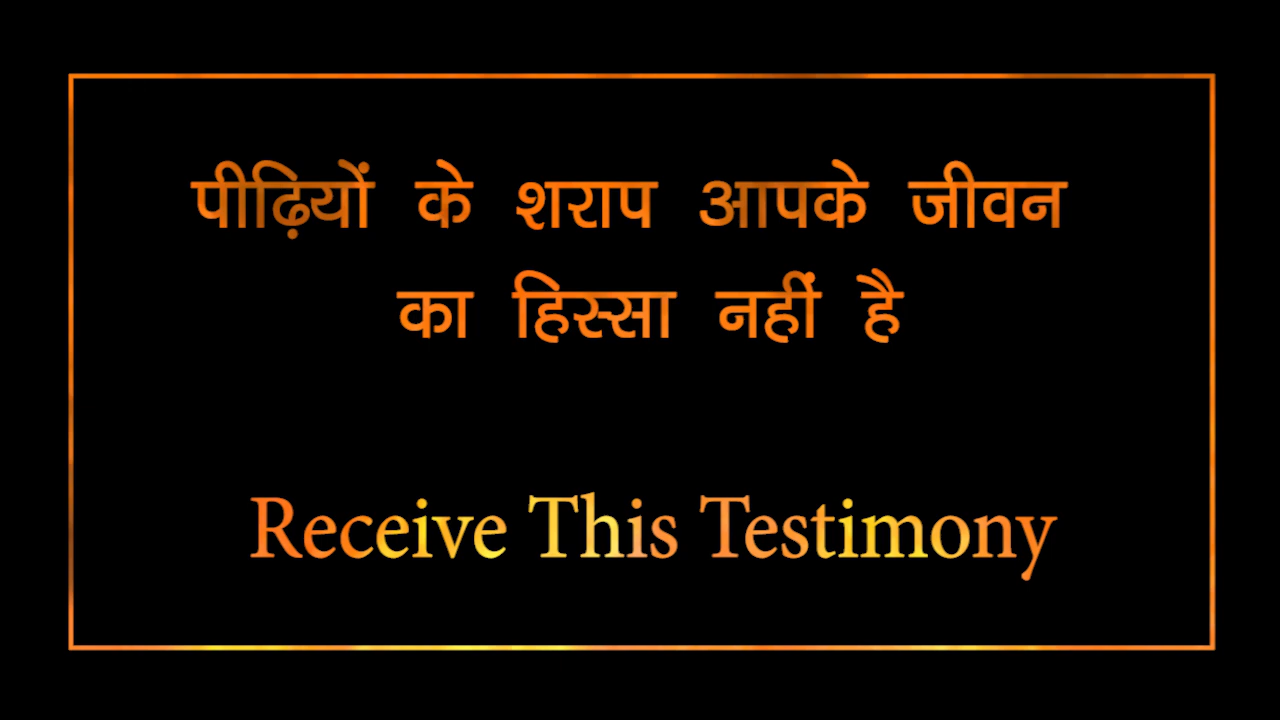 पीढ़ियों के शराप आपके जीवन
का हिस्सा नहीं है
Receive This Testimony